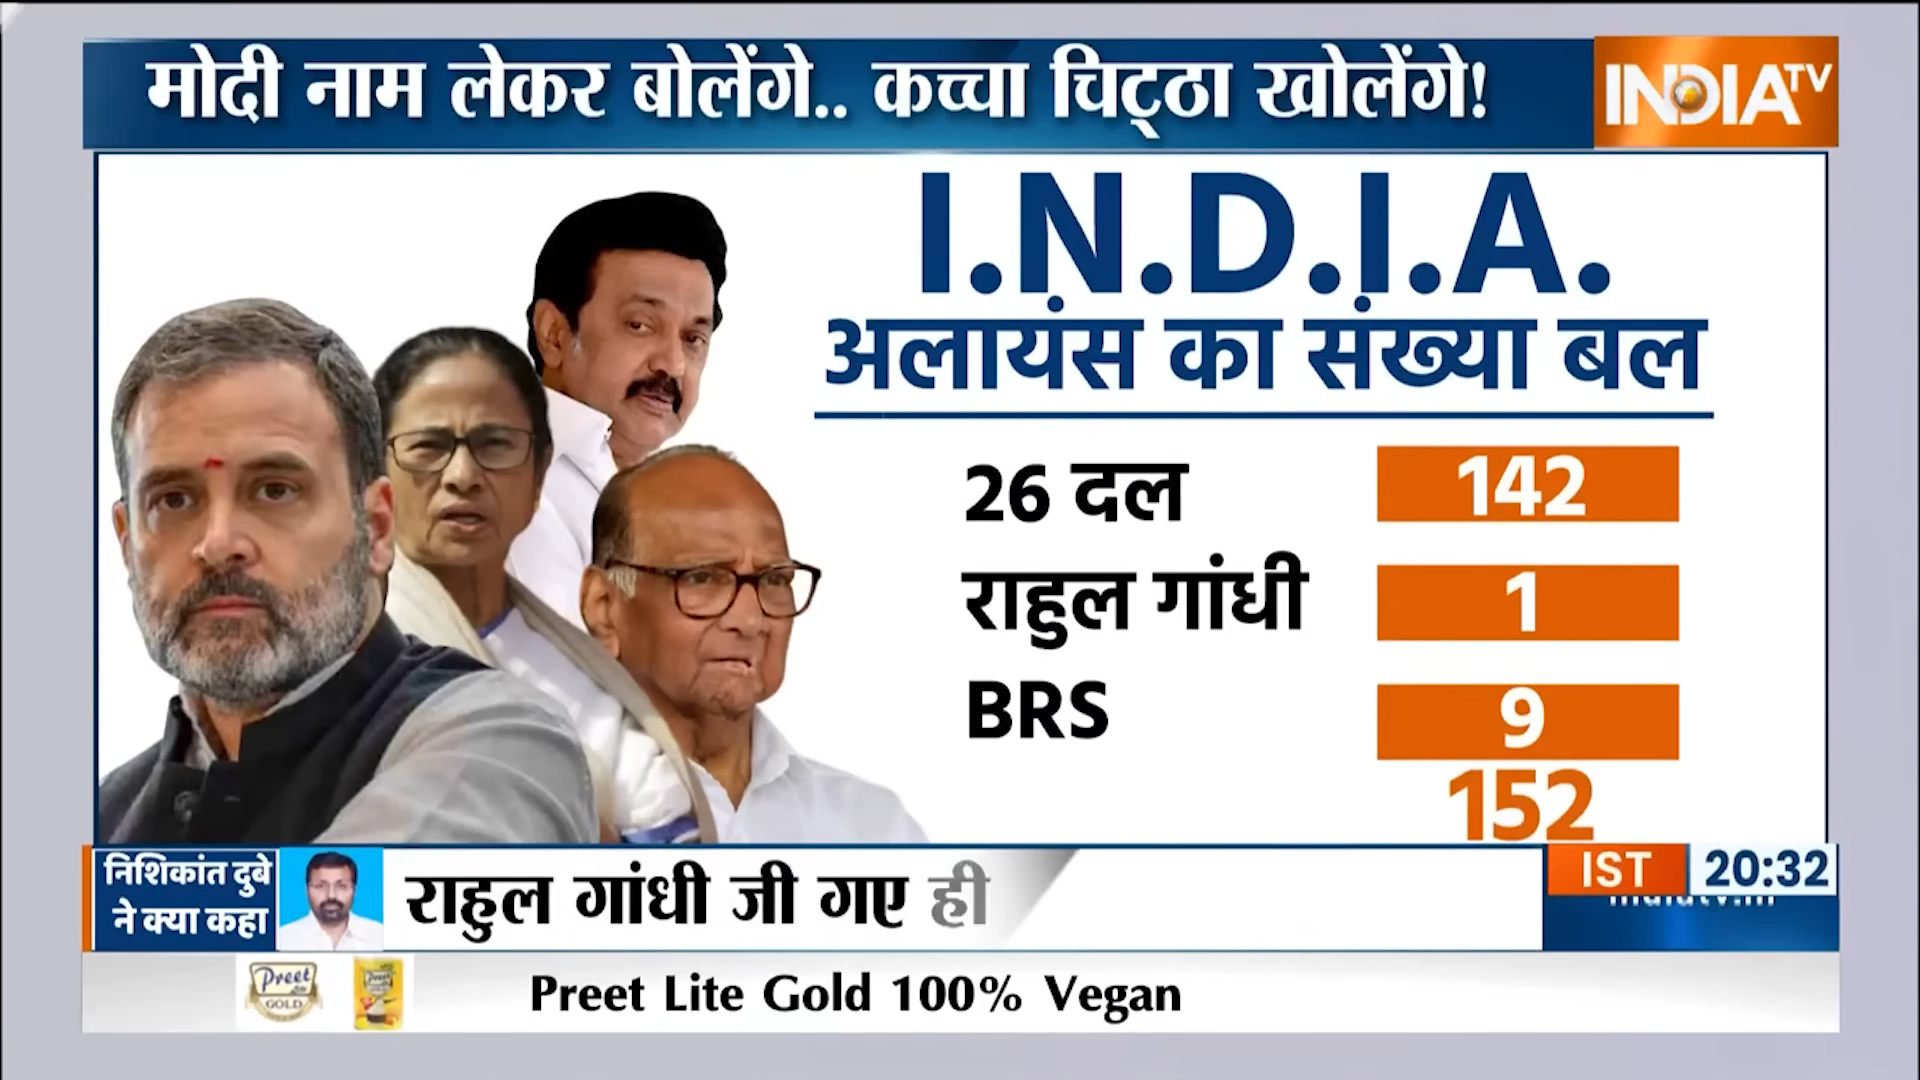 मोदी नाम लेकर बोलेंगे.. कच्चा चिट्ठा खोलेंगे!
INDIA TV
I.N.D.I.A.
अलायंस का संख्या बल
26 दल 142
राहुल गांधी 1
BRS 9
152
निशिकांत दुबे
ने क्या कहा
राहुल गांधी जी गए ही
IST 20:32
Preet Lite
GOLD
Preet Lite Gold 100% Vegan